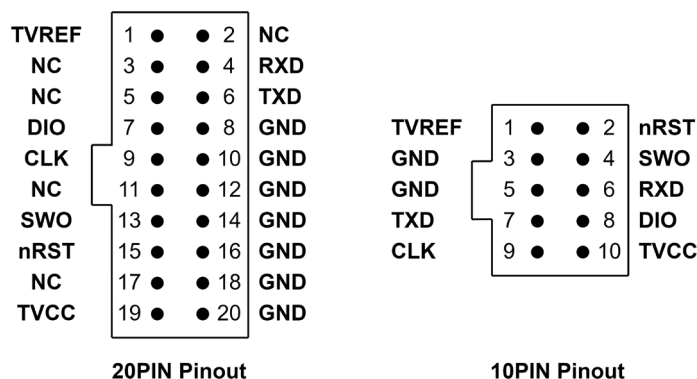 TVREF 1 2 NC
NC 3 4 RXD
NC 5 6 TXD
DIO 7 8 GND
CLK 9 10 GND
NC 11 12 GND
SWO 13 14 GND
nRST 15 16 GND
NC 17 18 GND
TVCC 19 20 GND
20PIN Pinout
TVREF 1 2 nRST
GND 3 4 SWO
GND 5 6 RXD
TXD 7 8 DIO
CLK 9 10 TVCC
10PIN Pinout